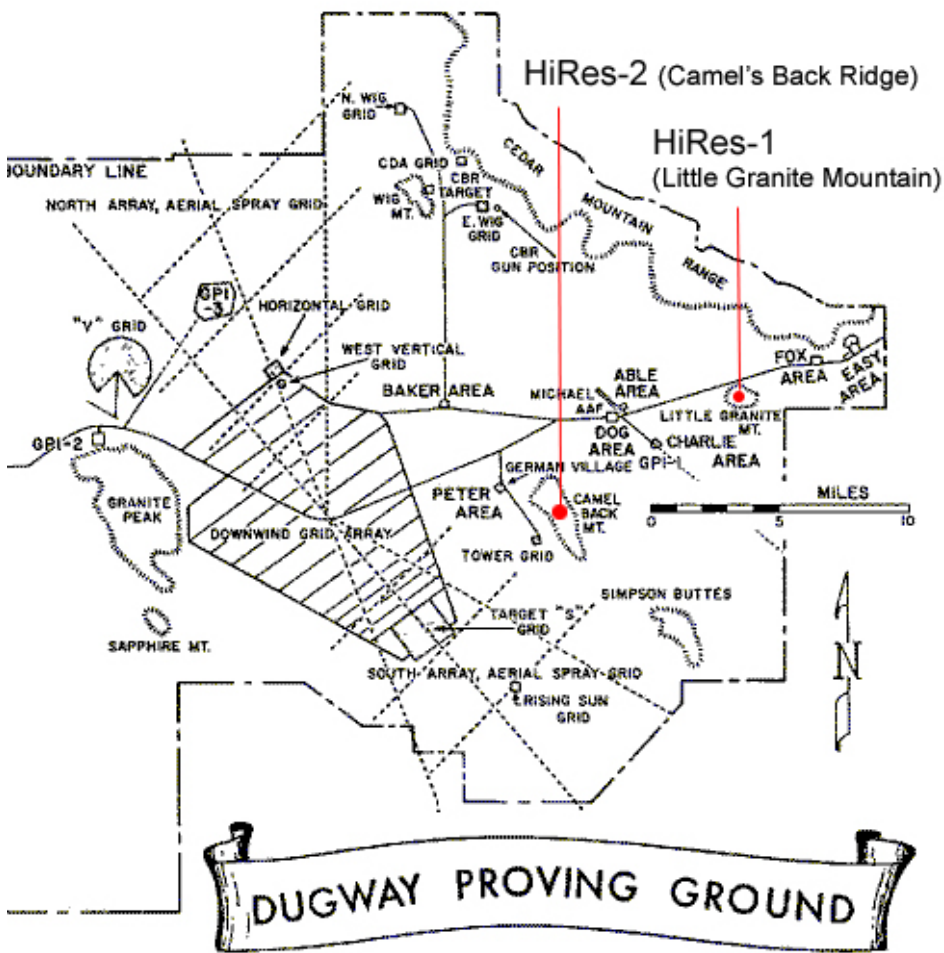 HiRes-2 (Camel's Back Ridge)
HiRes-1
(Little Granite Mountain)
N. WIG
GRID
CEDAR
MOUNTAIN
RANGE
CDA GRID
CBR
TARGET
WIG
MT.
E. WIG
GRID
CBR
GUN POSITION
BOUNDARY LINE
NORTH ARRAY, AERIAL SPRAY GRID
GPI
-3
HORIZONTAL GRID
"V" GRID
WEST VERTICAL
GRID
BAKER AREA
MICHAEL
AAF
ABLE
AREA
FOX
AREA
EASY
AREA
LITTLE GRANITE
MT.
DOG
AREA
CHARLIE
AREA
GPI-1
GPI-2
GERMAN VILLAGE
PETER
AREA
CAMEL
BACK
MT.
MILES
0
5
10
GRANITE
PEAK
DOWNWIND GRID ARRAY
TOWER GRID
SIMPSON BUTTES
TARGET "S"
GRID
SAPPHIRE MT.
SOUTH ARRAY, AERIAL SPRAY GRID
RISING SUN
GRID
N
DUGWAY PROVING GROUND